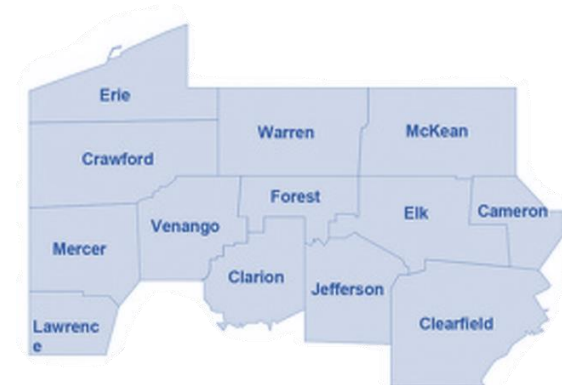 Erie
Warren
McKean
Crawford
Forest
Elk
Cameron
Venango
Mercer
Clarion
Jefferson
Lawrenc
e
Clearfield